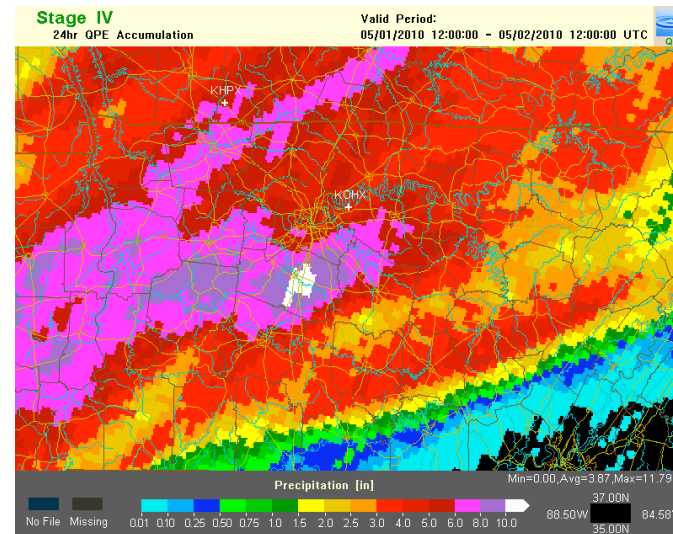 Stage IV
24hr QPE Accumulation
Valid Period:
05/01/2010 12:00:00 - 05/02/2010 12:00:00 UTC
Q
KHPX
KOHX
Precipitation [in]
Min=0.00,Avg=3.87,Max=11.79
No File Missing
0.01 0.10 0.25 0.50 0.75 1.0 1.5 2.0 2.5 3.0 4.0 5.0 6.0 8.0 10.0
37.00N
88.50W 84.58
35.00N